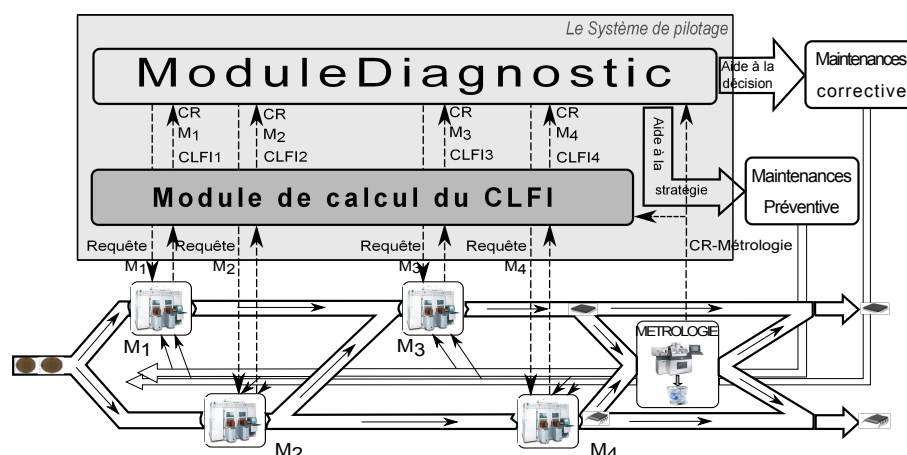 Le Système de pilotage
ModuleDiagnostic
Aide à la
décision
Maintenances
corrective
CR
M1
CLFI1
CR
M2
CLFI2
CR
M3
CLFI3
CR
M4
CLFI4
Aide à la
stratégie
Maintenances
Préventive
Module de calcul du CLFI
Requête
M1
Requête
M2
Requête
M3
Requête
M4
CR-Métrologie
M1
M3
METROLOGIE
M2
M4